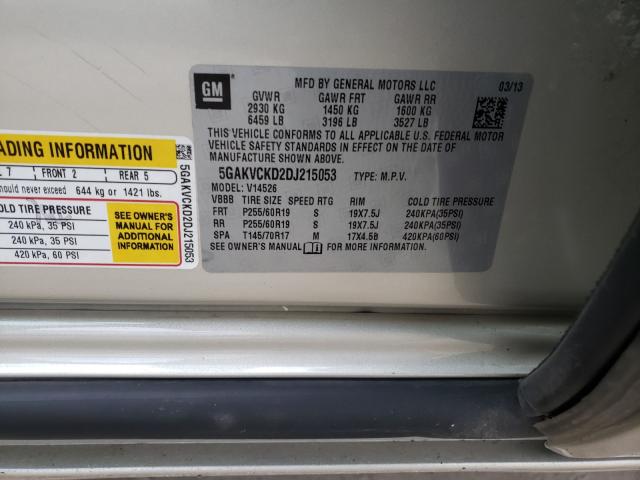 GM
MFD BY GENERAL MOTORS LLC
03/13
GVWR GAWR FRT GAWR RR
2930 KG 1450 KG 1600 KG
6459 LB 3196 LB 3527 LB
THIS VEHICLE CONFORMS TO ALL APPLICABLE U.S. FEDERAL MOTOR
VEHICLE SAFETY STANDARDS IN EFFECT ON THE DATE OF
MANUFACTURE SHOWN ABOVE.
5GAKVCKD2DJ215053 TYPE: M.P.V.
MODEL: V14526
VBBB TIRE SIZE SPEED RTG RIM COLD TIRE PRESSURE
FRT P255/60R19 S 19X7.5J 240KPA(35PSI)
RR P255/60R19 S 19X7.5J 240KPA(35PSI)
SPA T145/70R17 M 17X4.5B 420KPA(60PSI)
SEE OWNER'S MANUAL FOR MORE INFORMATION.
ADING INFORMATION
7 FRONT 2 REAR 5
ould never exceed 644 kg or 1421 lbs.
OLD TIRE PRESSURE
240 kPa, 35 PSI
240 kPa, 35 PSI
420 kPa, 60 PSI
SEE OWNER'S
MANUAL FOR
ADDITIONAL
INFORMATION
5GAKVCKD2DJ215053